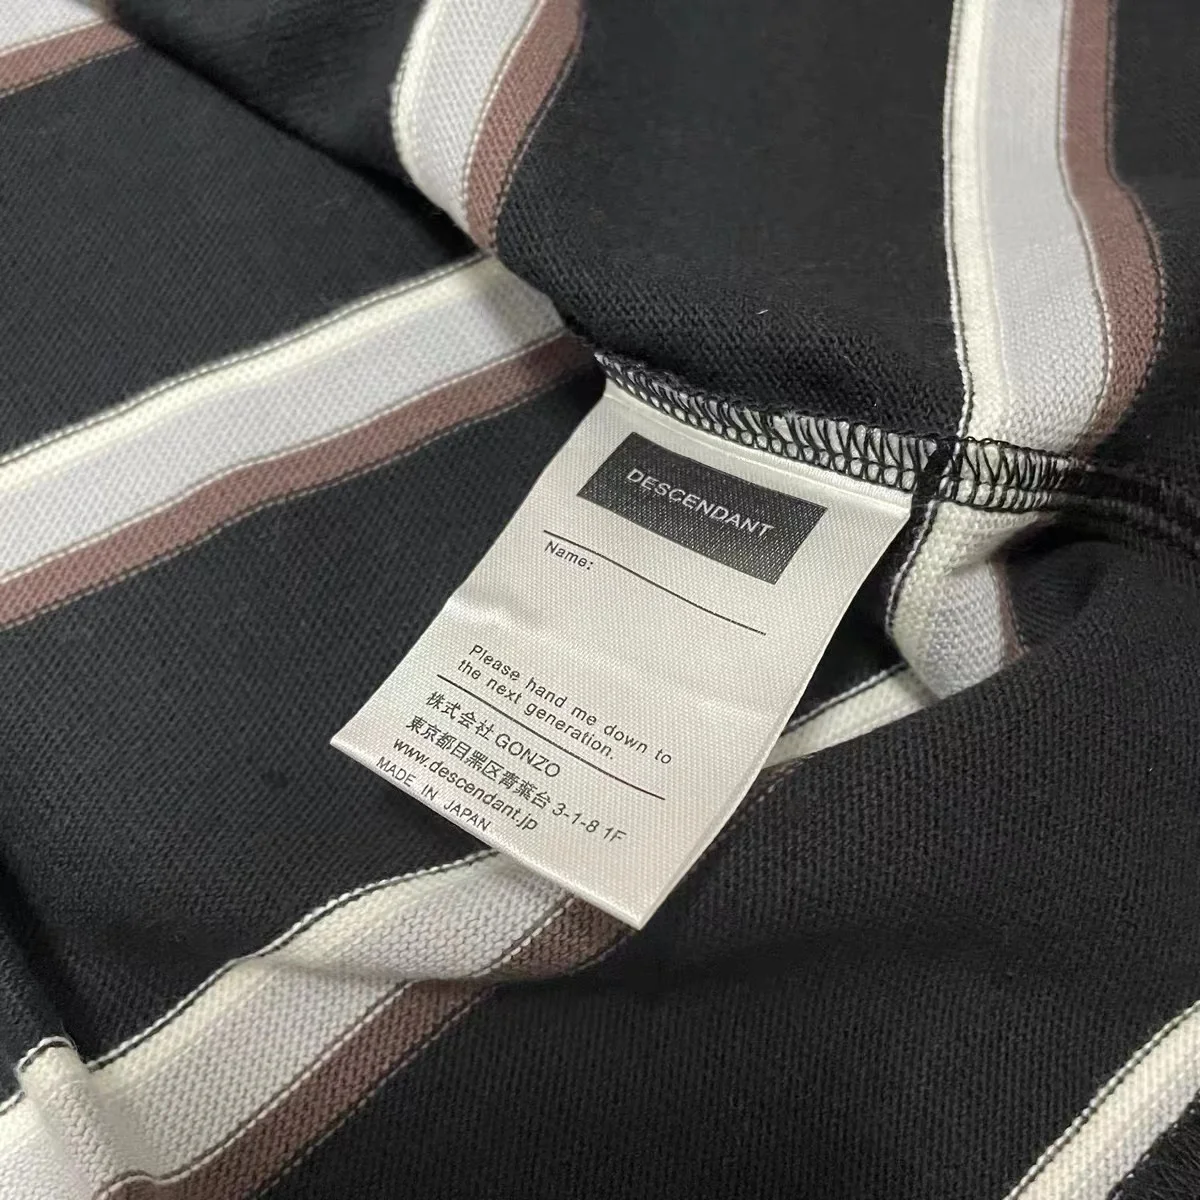 DESCENDANT
Name:
Please hand me down to
the next generation.
株式会社 GONZO
東京都目黒区青葉台 3-1-8 1F
www.descendant.jp
MADE IN JAPAN